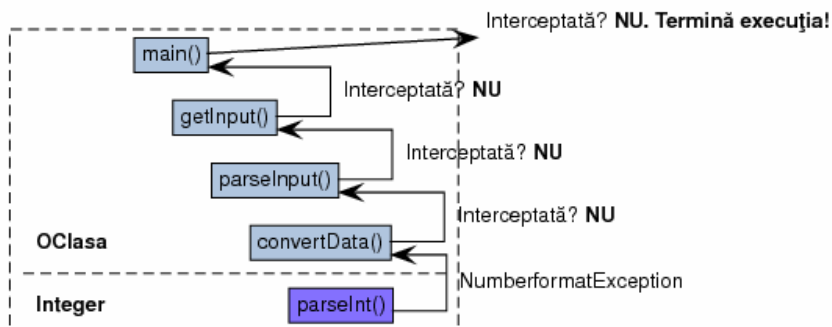 Interceptată? NU. Termină execuţia!
main()
Interceptată? NU
getInput()
Interceptată? NU
parseInput()
Interceptată? NU
OClasa
convertData()
NumberformatException
Integer
parseInt()